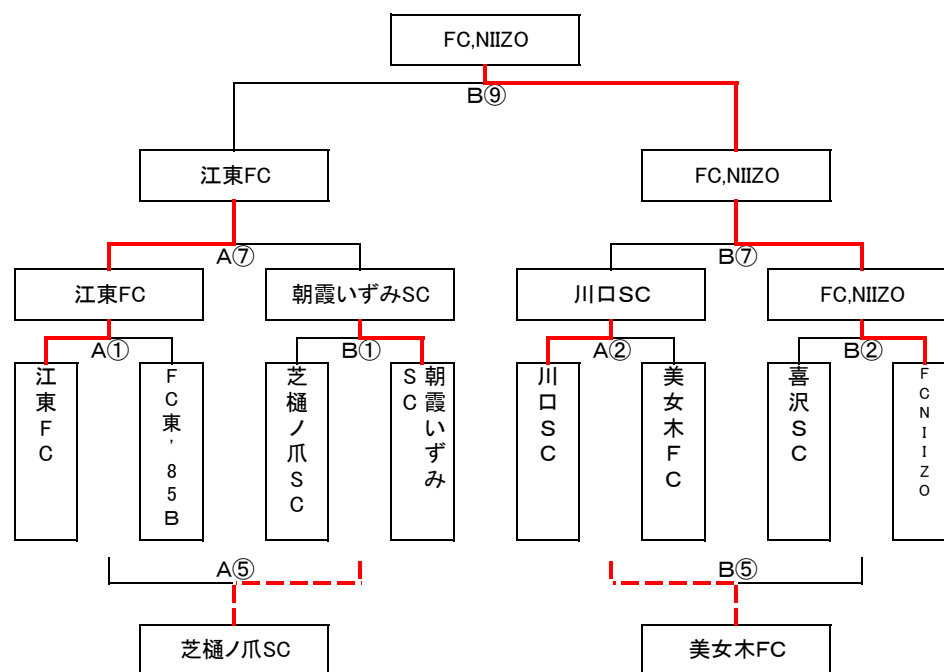 FC,NIIZO
B⑨
江東FC
FC,NIIZO
A⑦
B⑦
江東FC
朝霞いずみSC
川口SC
FC,NIIZO
A①
B①
A②
B②
江東FC
FC東’85B
芝樋ノ爪SC
朝霞いずみ
SC
川口SC
美女木FC
喜沢SC
FCNIIZO
A⑤
B⑤
芝樋ノ爪SC
美女木FC